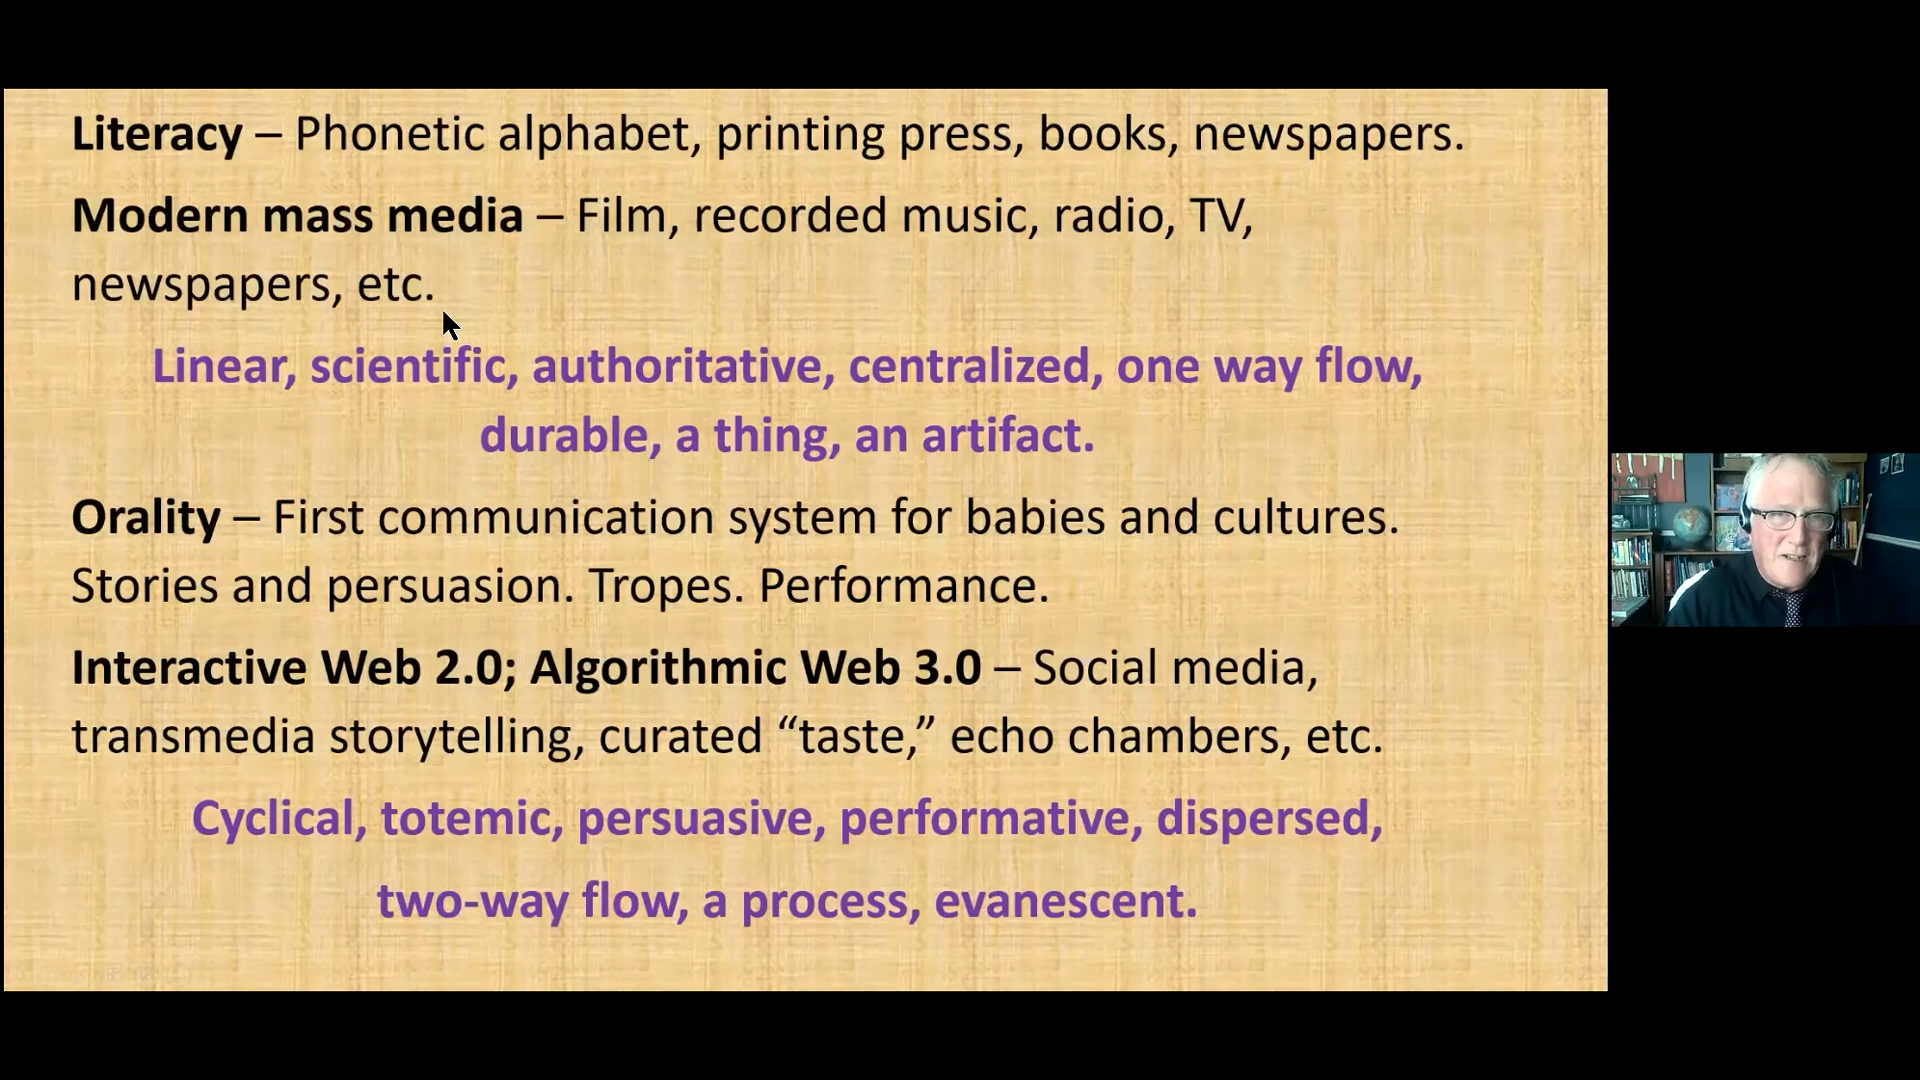 Literacy – Phonetic alphabet, printing press, books, newspapers.
Modern mass media – Film, recorded music, radio, TV,
newspapers, etc.
Linear, scientific, authoritative, centralized, one way flow,
durable, a thing, an artifact.
Orality – First communication system for babies and cultures.
Stories and persuasion. Tropes. Performance.
Interactive Web 2.0; Algorithmic Web 3.0 – Social media,
transmedia storytelling, curated “taste,” echo chambers, etc.
Cyclical, totemic, persuasive, performative, dispersed,
two-way flow, a process, evanescent.